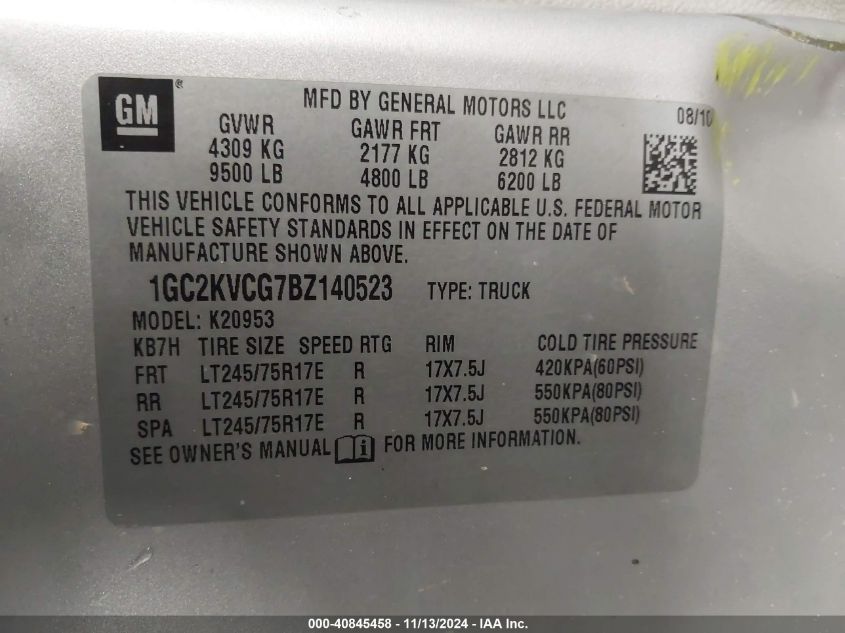 GM ®
MFD BY GENERAL MOTORS LLC
08/10
GVWR GAWR FRT GAWR RR
4309 KG 2177 KG 2812 KG
9500 LB 4800 LB 6200 LB
THIS VEHICLE CONFORMS TO ALL APPLICABLE U.S. FEDERAL MOTOR
VEHICLE SAFETY STANDARDS IN EFFECT ON THE DATE OF
MANUFACTURE SHOWN ABOVE.
1GC2KVCG7BZ140523 TYPE: TRUCK
MODEL: K20953
KB7H TIRE SIZE SPEED RTG RIM COLD TIRE PRESSURE
FRT LT245/75R17E R 17X7.5J 420KPA(60PSI)
RR LT245/75R17E R 17X7.5J 550KPA(80PSI)
SPA LT245/75R17E R 17X7.5J 550KPA(80PSI)
SEE OWNER'S MANUAL i FOR MORE INFORMATION.
000-40845458 - 11/13/2024 - IAA Inc.